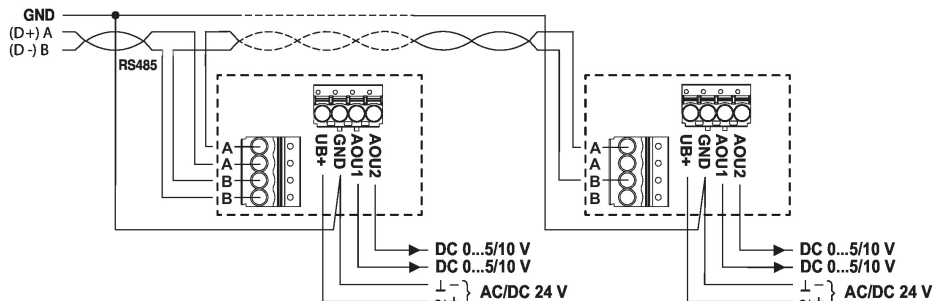 GND
(D+) A
(D -) B
RS485
UB+
GND
AOU1
AOU2
A
A
B
B
UB+
GND
AOU1
AOU2
A
A
B
B
DC 0...5/10 V
DC 0...5/10 V
AC/DC 24 V
DC 0...5/10 V
DC 0...5/10 V
AC/DC 24 V